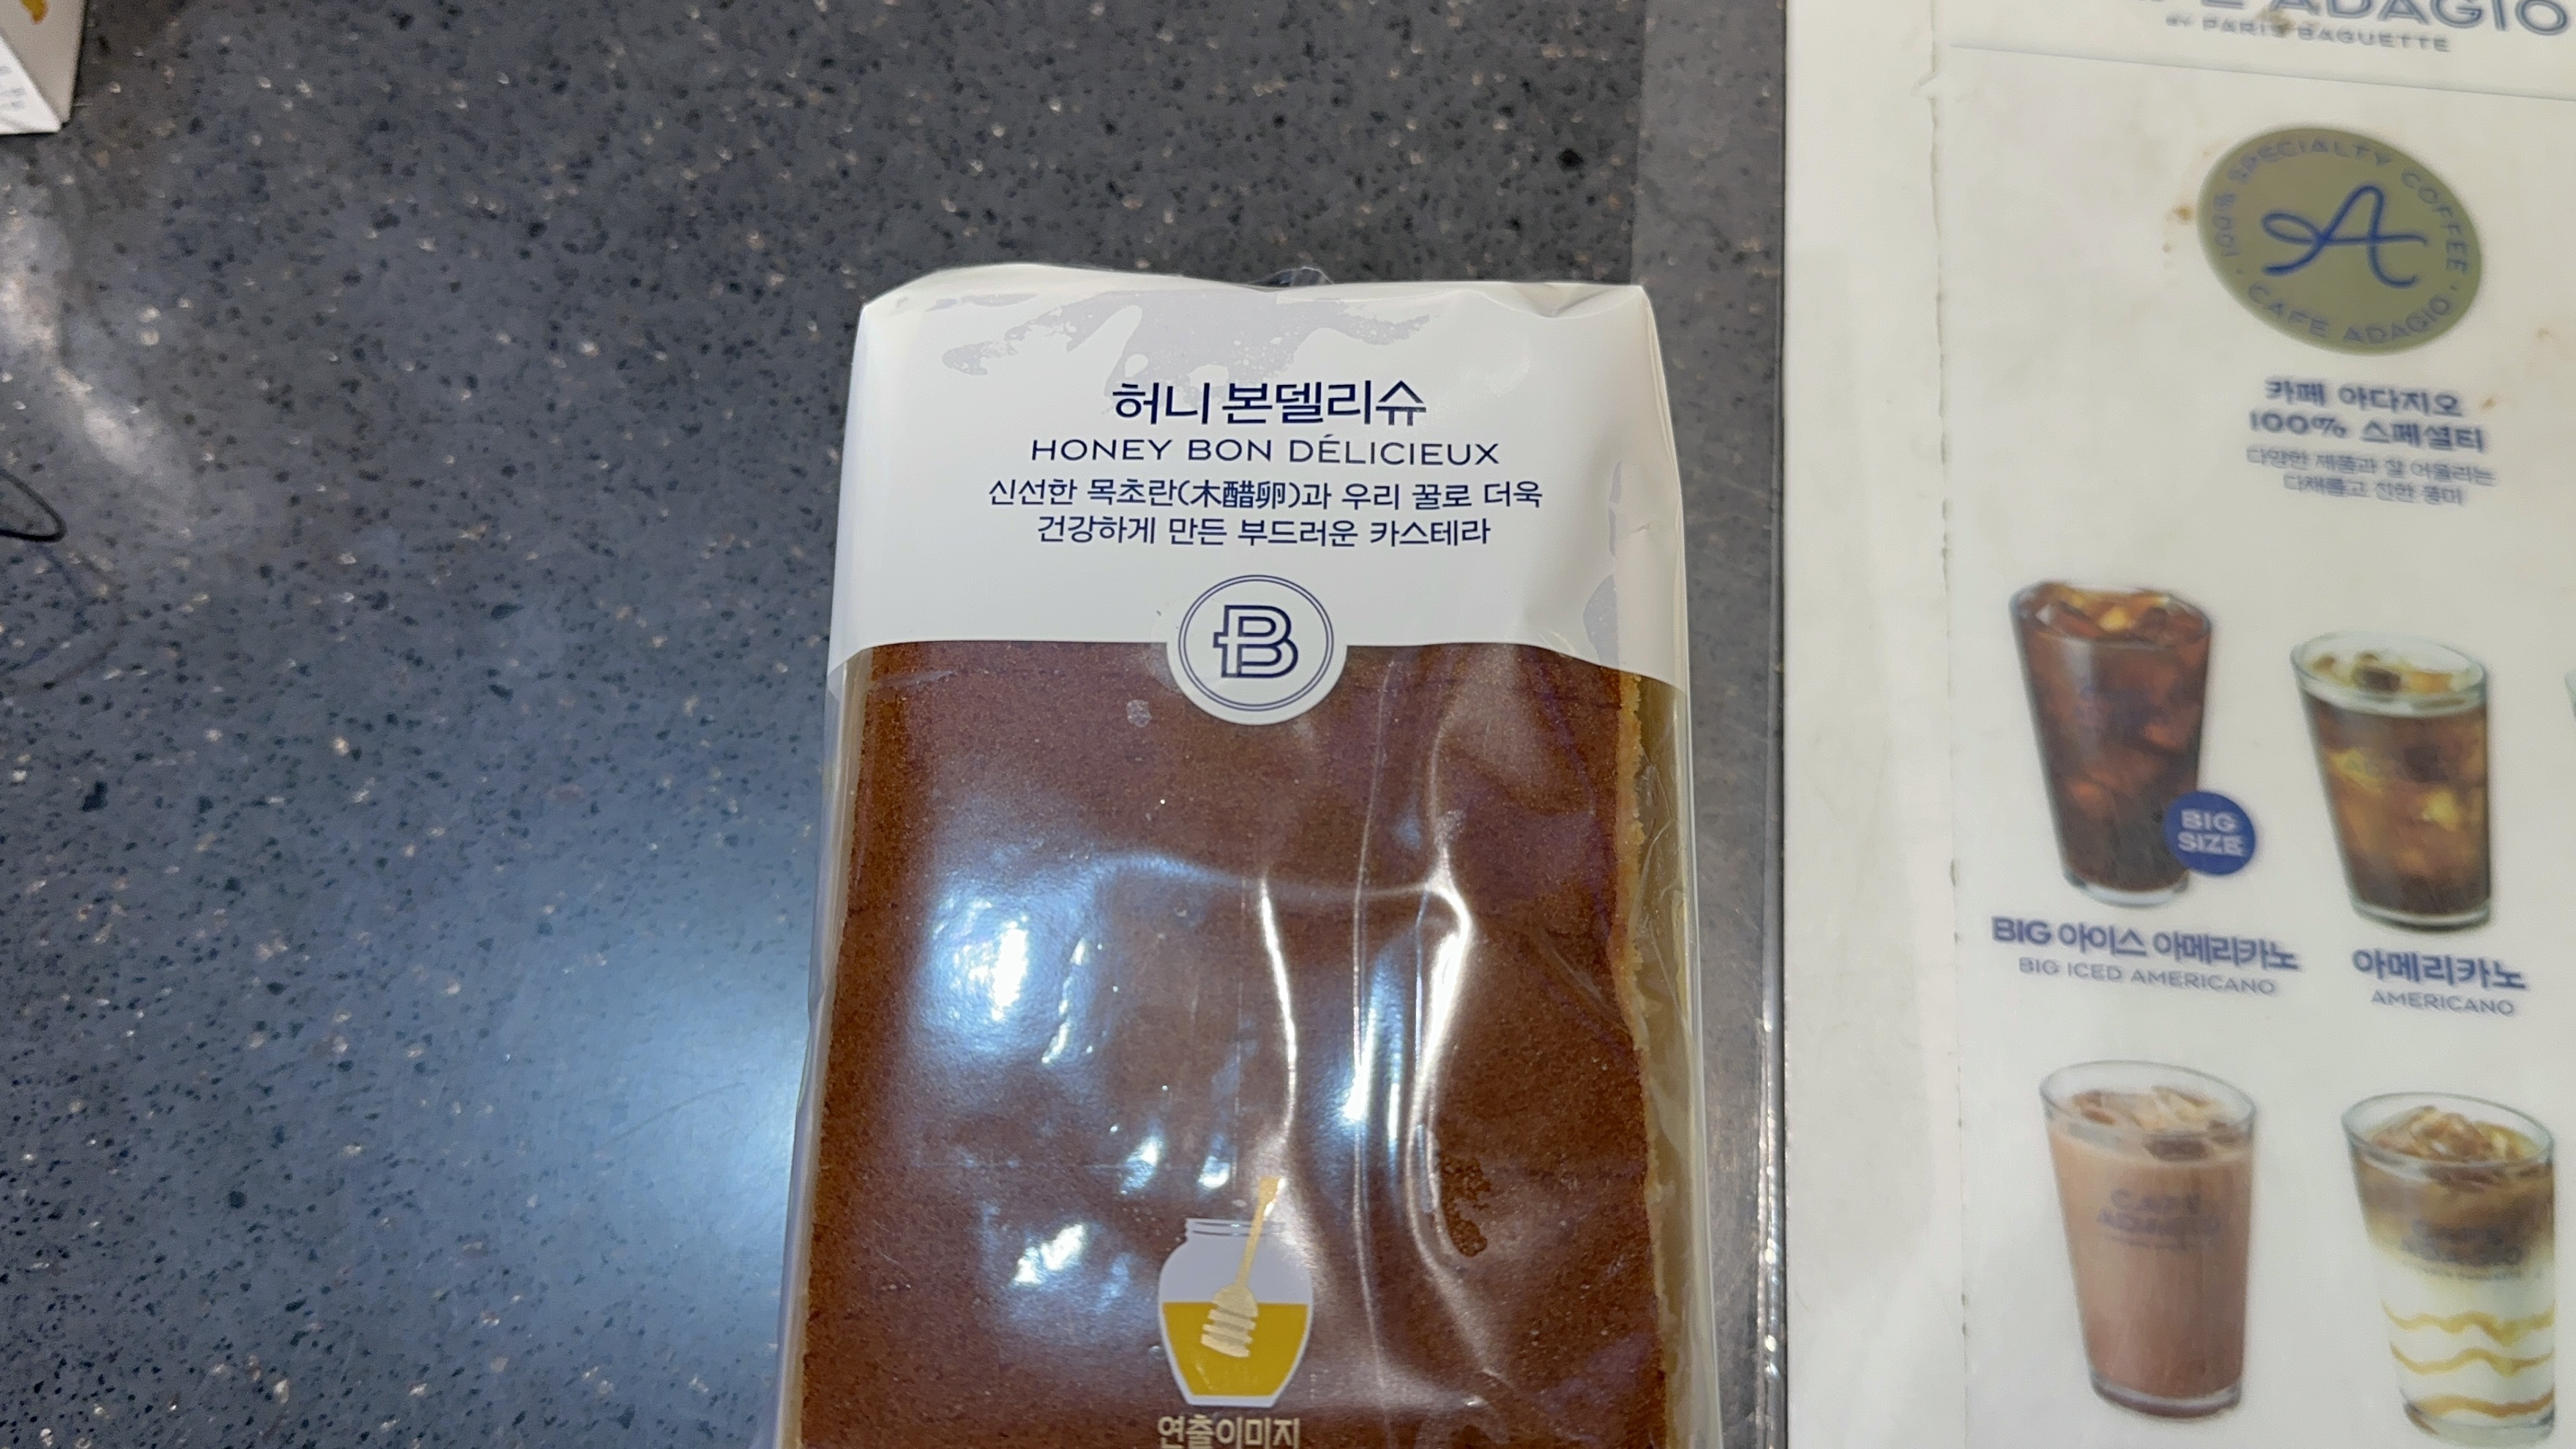 허니 본델리슈
HONEY BON DÉLICIEUX
신선한 목초란(木醋卵)과 우리 꿀로 더욱
건강하게 만든 부드러운 카스테라
B
연출이미지
ADAGIO
BY PARIS BAGUETTE
100% SPECIALTY COFFEE · CAFE ADAGIO ·
A
카페 아다지오
100% 스페셜티
다양한 제품과 잘 어울리는
다채롭고 진한 풍미
BIG
SIZE
BIG 아이스 아메리카노
BIG ICED AMERICANO
아메리카노
AMERICANO
CAFE
ADAGIO